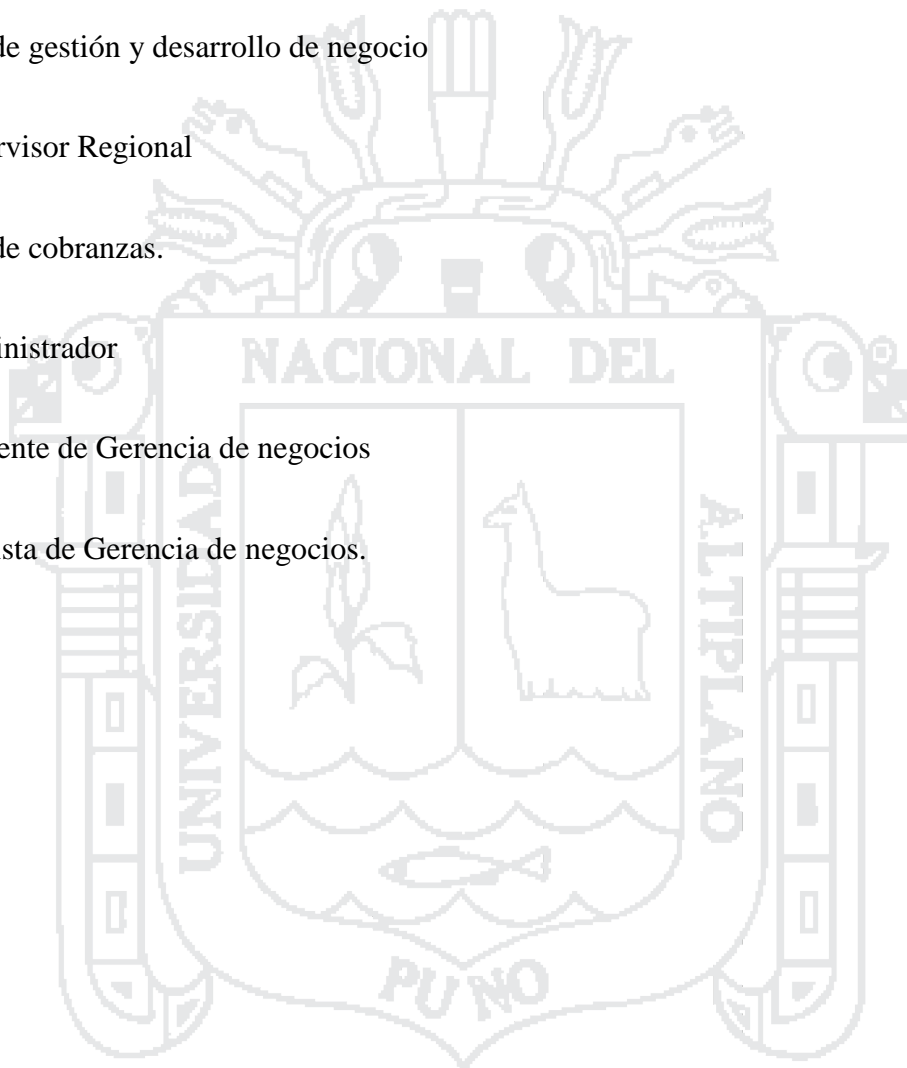 de gestión y desarrollo de negocio
rvisor Regional
de cobranzas.
inistrador
ente de Gerencia de negocios
sta de Gerencia de negocios.
NACIONAL DEL
UNIVERSIDAD
ALTIPLANO
PUNO